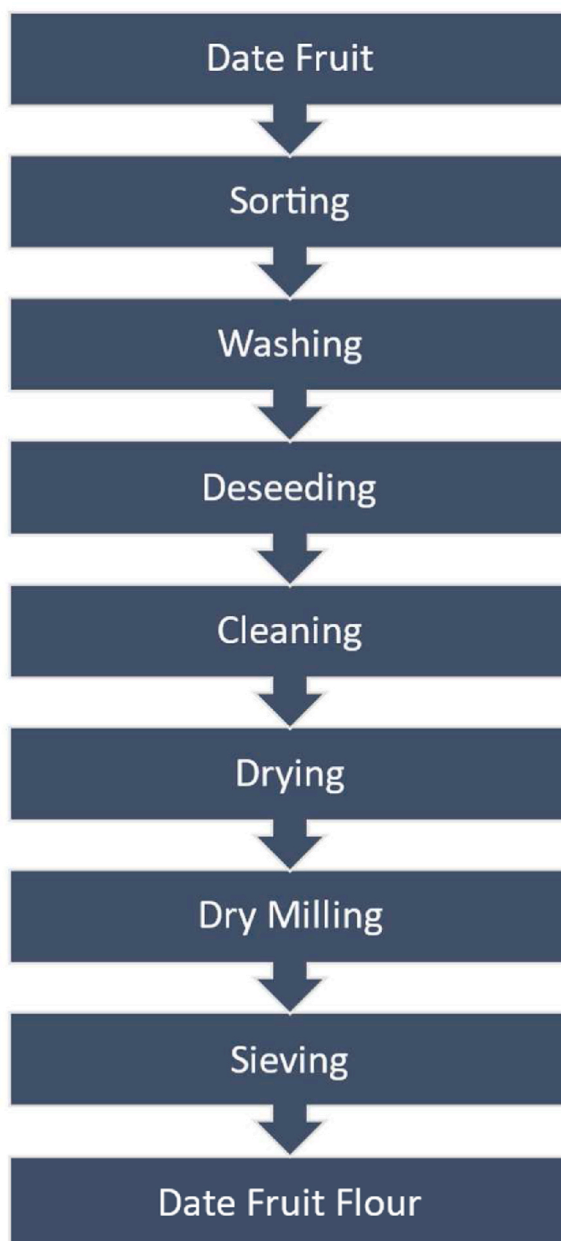 Date Fruit
Sorting
Washing
Deseeding
Cleaning
Drying
Dry Milling
Sieving
Date Fruit Flour